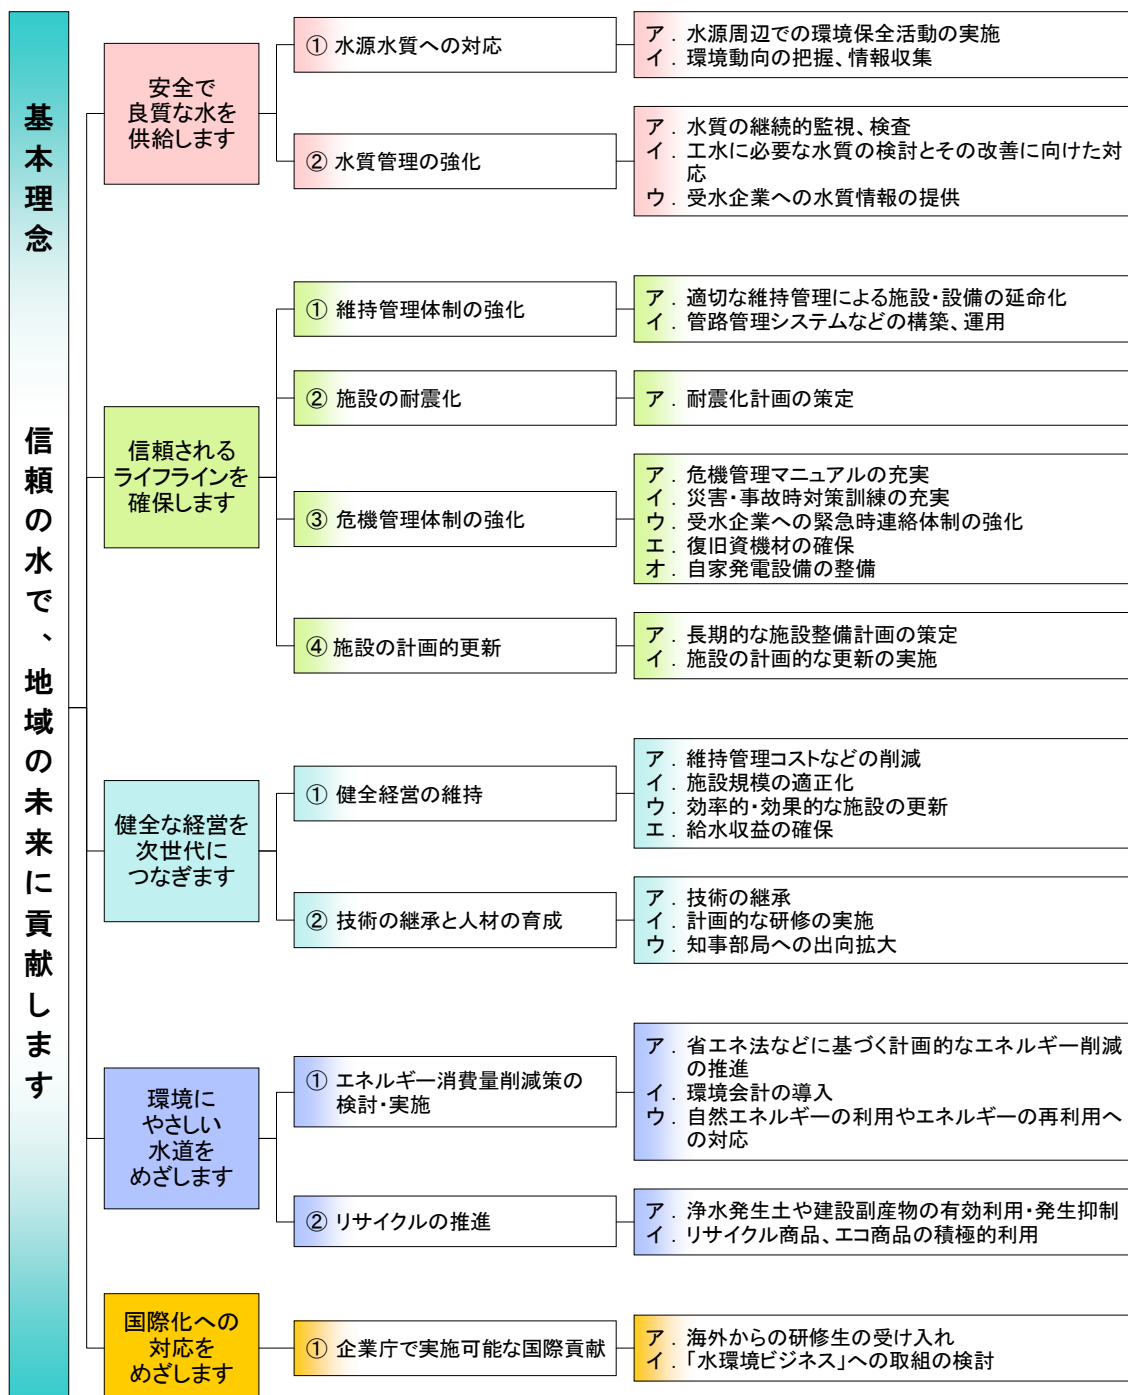 基本理念　信頼の水で、地域の未来に貢献します
安全で
良質な水を
供給します
① 水源水質への対応
ア． 水源周辺での環境保全活動の実施
イ． 環境動向の把握、情報収集
② 水質管理の強化
ア． 水質の継続的監視、検査
イ． 工水に必要な水質の検討とその改善に向けた対
応
ウ． 受水企業への水質情報の提供
信頼される
ライフラインを
確保します
① 維持管理体制の強化
ア． 適切な維持管理による施設・設備の延命化
イ． 管路管理システムなどの構築、運用
② 施設の耐震化
ア． 耐震化計画の策定
③ 危機管理体制の強化
ア． 危機管理マニュアルの充実
イ． 災害・事故時対策訓練の充実
ウ． 受水企業への緊急時連絡体制の強化
エ． 復旧資機材の確保
オ． 自家発電設備の整備
④ 施設の計画的更新
ア． 長期的な施設整備計画の策定
イ． 施設の計画的な更新の実施
健全な経営を
次世代に
つなぎます
① 健全経営の維持
ア． 維持管理コストなどの削減
イ． 施設規模の適正化
ウ． 効率的・効果的な施設の更新
エ． 給水収益の確保
② 技術の継承と人材の育成
ア． 技術の継承
イ． 計画的な研修の実施
ウ． 知事部局への出向拡大
環境に
やさしい
水道を
めざします
① エネルギー消費量削減策の
検討・実施
ア． 省エネ法などに基づく計画的なエネルギー削減
の推進
イ． 環境会計の導入
ウ． 自然エネルギーの利用やエネルギーの再利用へ
の対応
② リサイクルの推進
ア． 浄水発生土や建設副産物の有効利用・発生抑制
イ． リサイクル商品、エコ商品の積極的利用
国際化への
対応を
めざします
① 企業庁で実施可能な国際貢献
ア． 海外からの研修生の受け入れ
イ． 「水環境ビジネス」への取組の検討